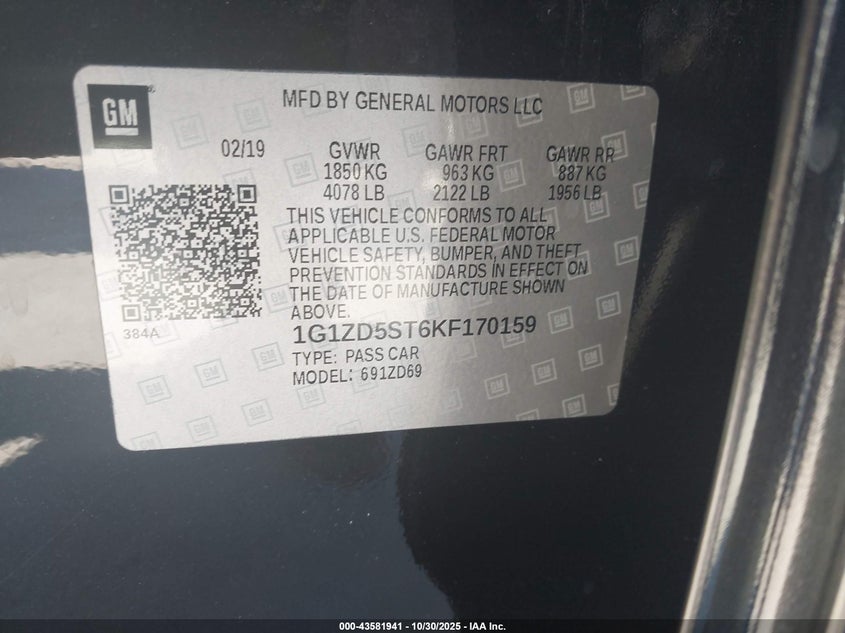 GM
MFD BY GENERAL MOTORS LLC
02/19 GVWR GAWR FRT GAWR RR
1850 KG 963 KG 887 KG
4078 LB 2122 LB 1956 LB
THIS VEHICLE CONFORMS TO ALL
APPLICABLE U.S. FEDERAL MOTOR
VEHICLE SAFETY, BUMPER, AND THEFT
PREVENTION STANDARDS IN EFFECT ON
THE DATE OF MANUFACTURE SHOWN
ABOVE.
384A
1G1ZD5ST6KF170159
TYPE: PASS CAR
MODEL: 691ZD69
000-43581941 | 10/30/2025 | IAA Inc.